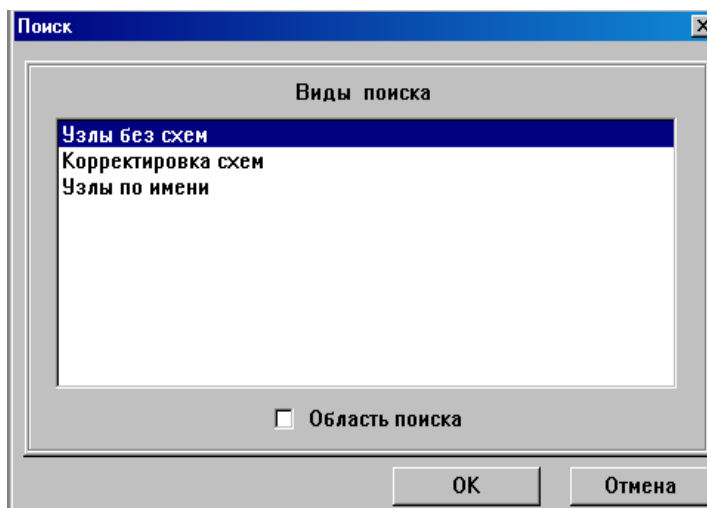 Поиск
Виды поиска
Узлы без схем
Корректировка схем
Узлы по имени
Область поиска
OK Отмена